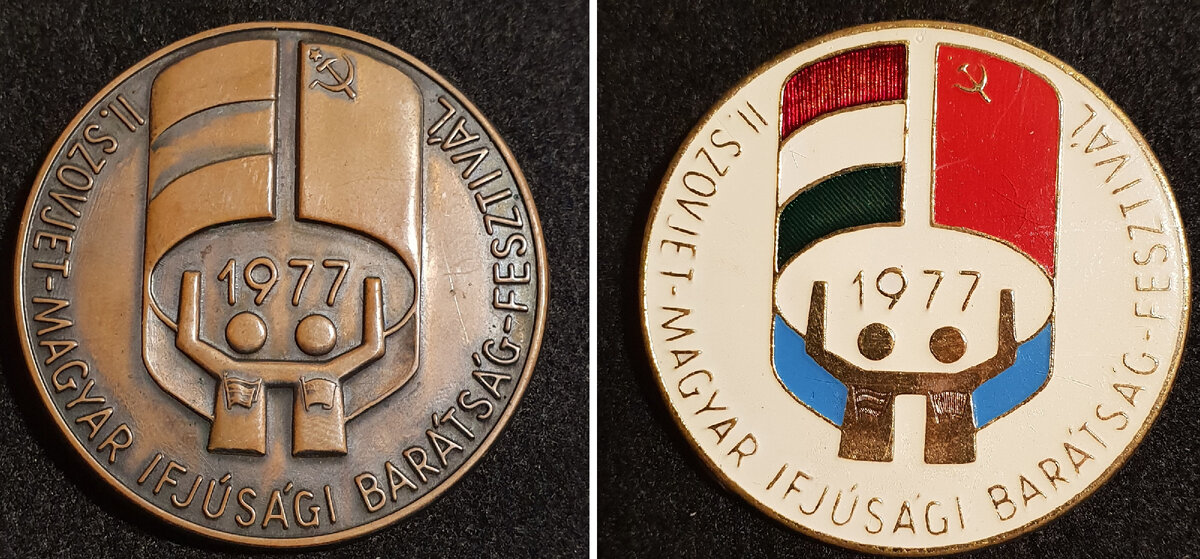 II. SZOVJET-MAGYAR IFJÚSÁGI BARÁTSÁG-FESZTIVÁL
1977
II. SZOVJET-MAGYAR IFJÚSÁGI BARÁTSÁG-FESZTIVÁL
1977